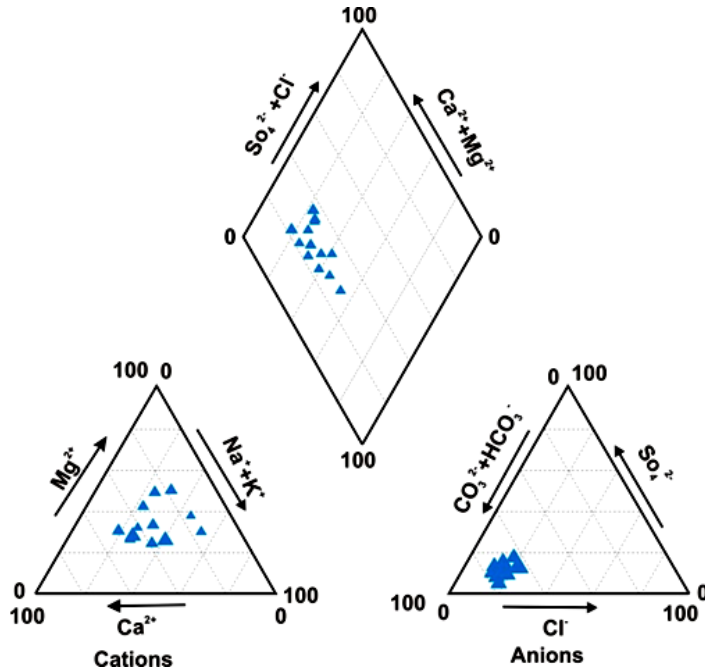 100
So₄²⁻+Cl⁻
Ca²⁺+Mg²⁺
0
0
100
100 0
Mg²⁺
Na⁺+K⁺
0
100
100
0
Ca²⁺
Cations
0 100
CO₃²⁻+HCO₃⁻
So₄²⁻
100
0
0
100
Cl⁻
Anions